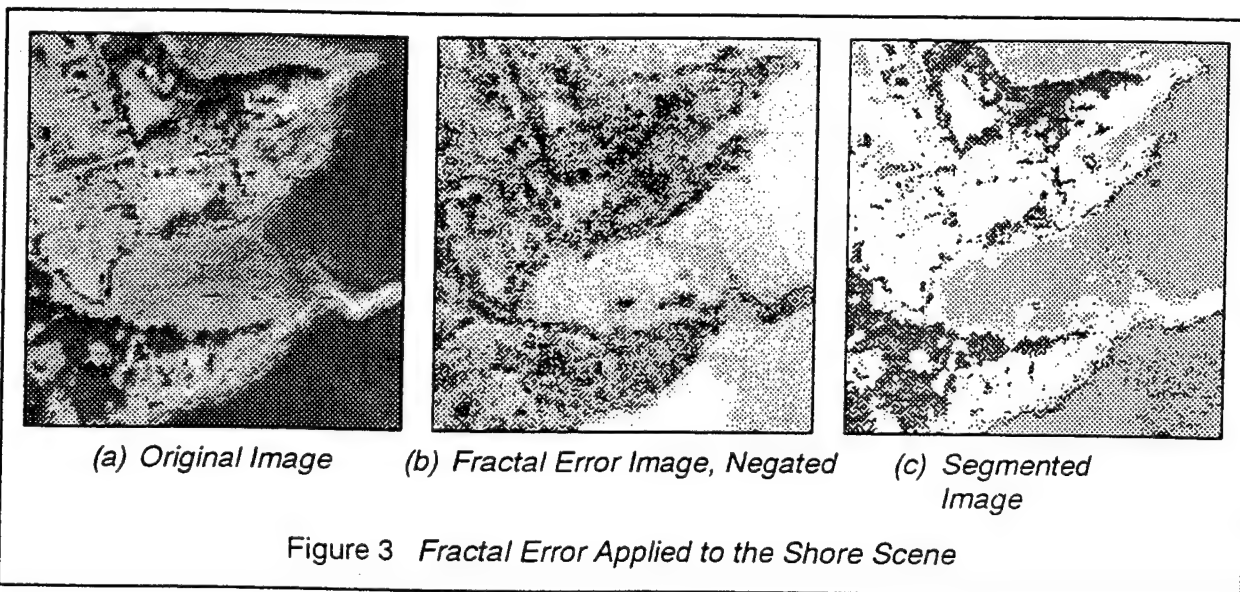 (a) Original Image
(b) Fractal Error Image, Negated
(c) Segmented
Image
Figure 3 Fractal Error Applied to the Shore Scene